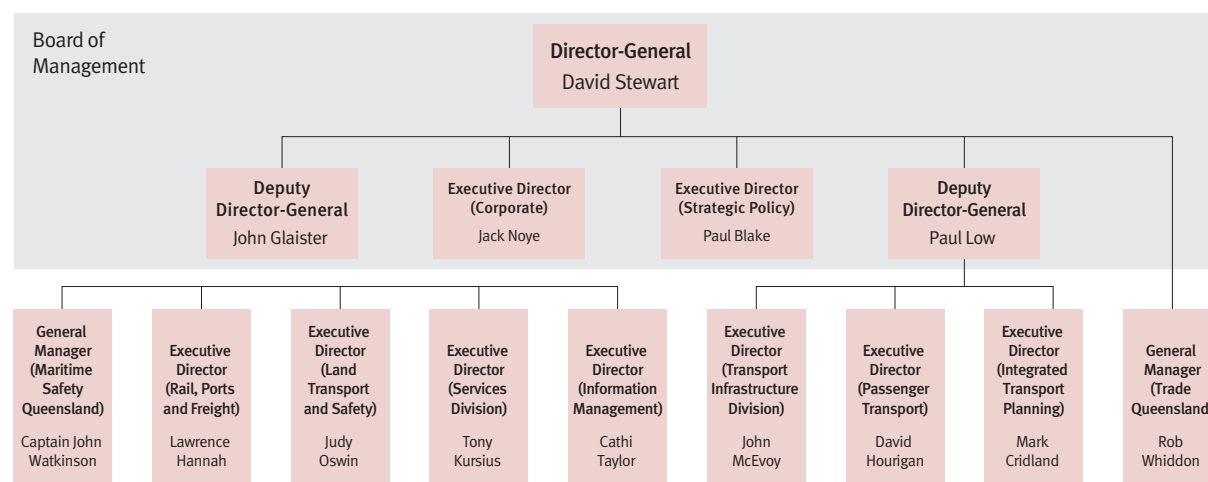 Board of
Management
Director-General
David Stewart
Deputy
Director-General
John Glaister
Executive Director
(Corporate)
Jack Noye
Executive Director
(Strategic Policy)
Paul Blake
Deputy
Director-General
Paul Low
General
Manager
(Maritime
Safety
Queensland)
Captain John
Watkinson
Executive
Director
(Rail, Ports
and Freight)
Lawrence
Hannah
Executive
Director
(Land
Transport
and Safety)
Judy
Oswin
Executive
Director
(Services
Division)
Tony
Kursius
Executive
Director
(Information
Management)
Cathi
Taylor
Executive
Director
(Transport
Infrastructure
Division)
John
McEvoy
Executive
Director
(Passenger
Transport)
David
Hourigan
Executive
Director
(Integrated
Transport
Planning)
Mark
Cridland
General
Manager
(Trade
Queensland
Rob
Whiddon